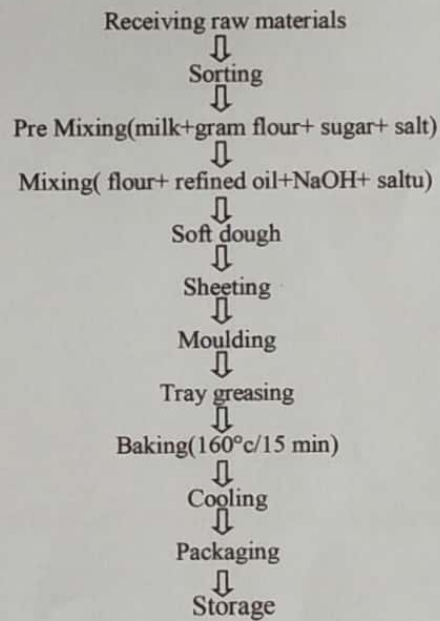 Receiving raw materials
Sorting
Pre Mixing(milk+gram flour+ sugar+ salt)
Mixing( flour+ refined oil+NaOH+ saltu)
Soft dough
Sheeting
Moulding
Tray greasing
Baking(160°c/15 min)
Cooling
Packaging
Storage